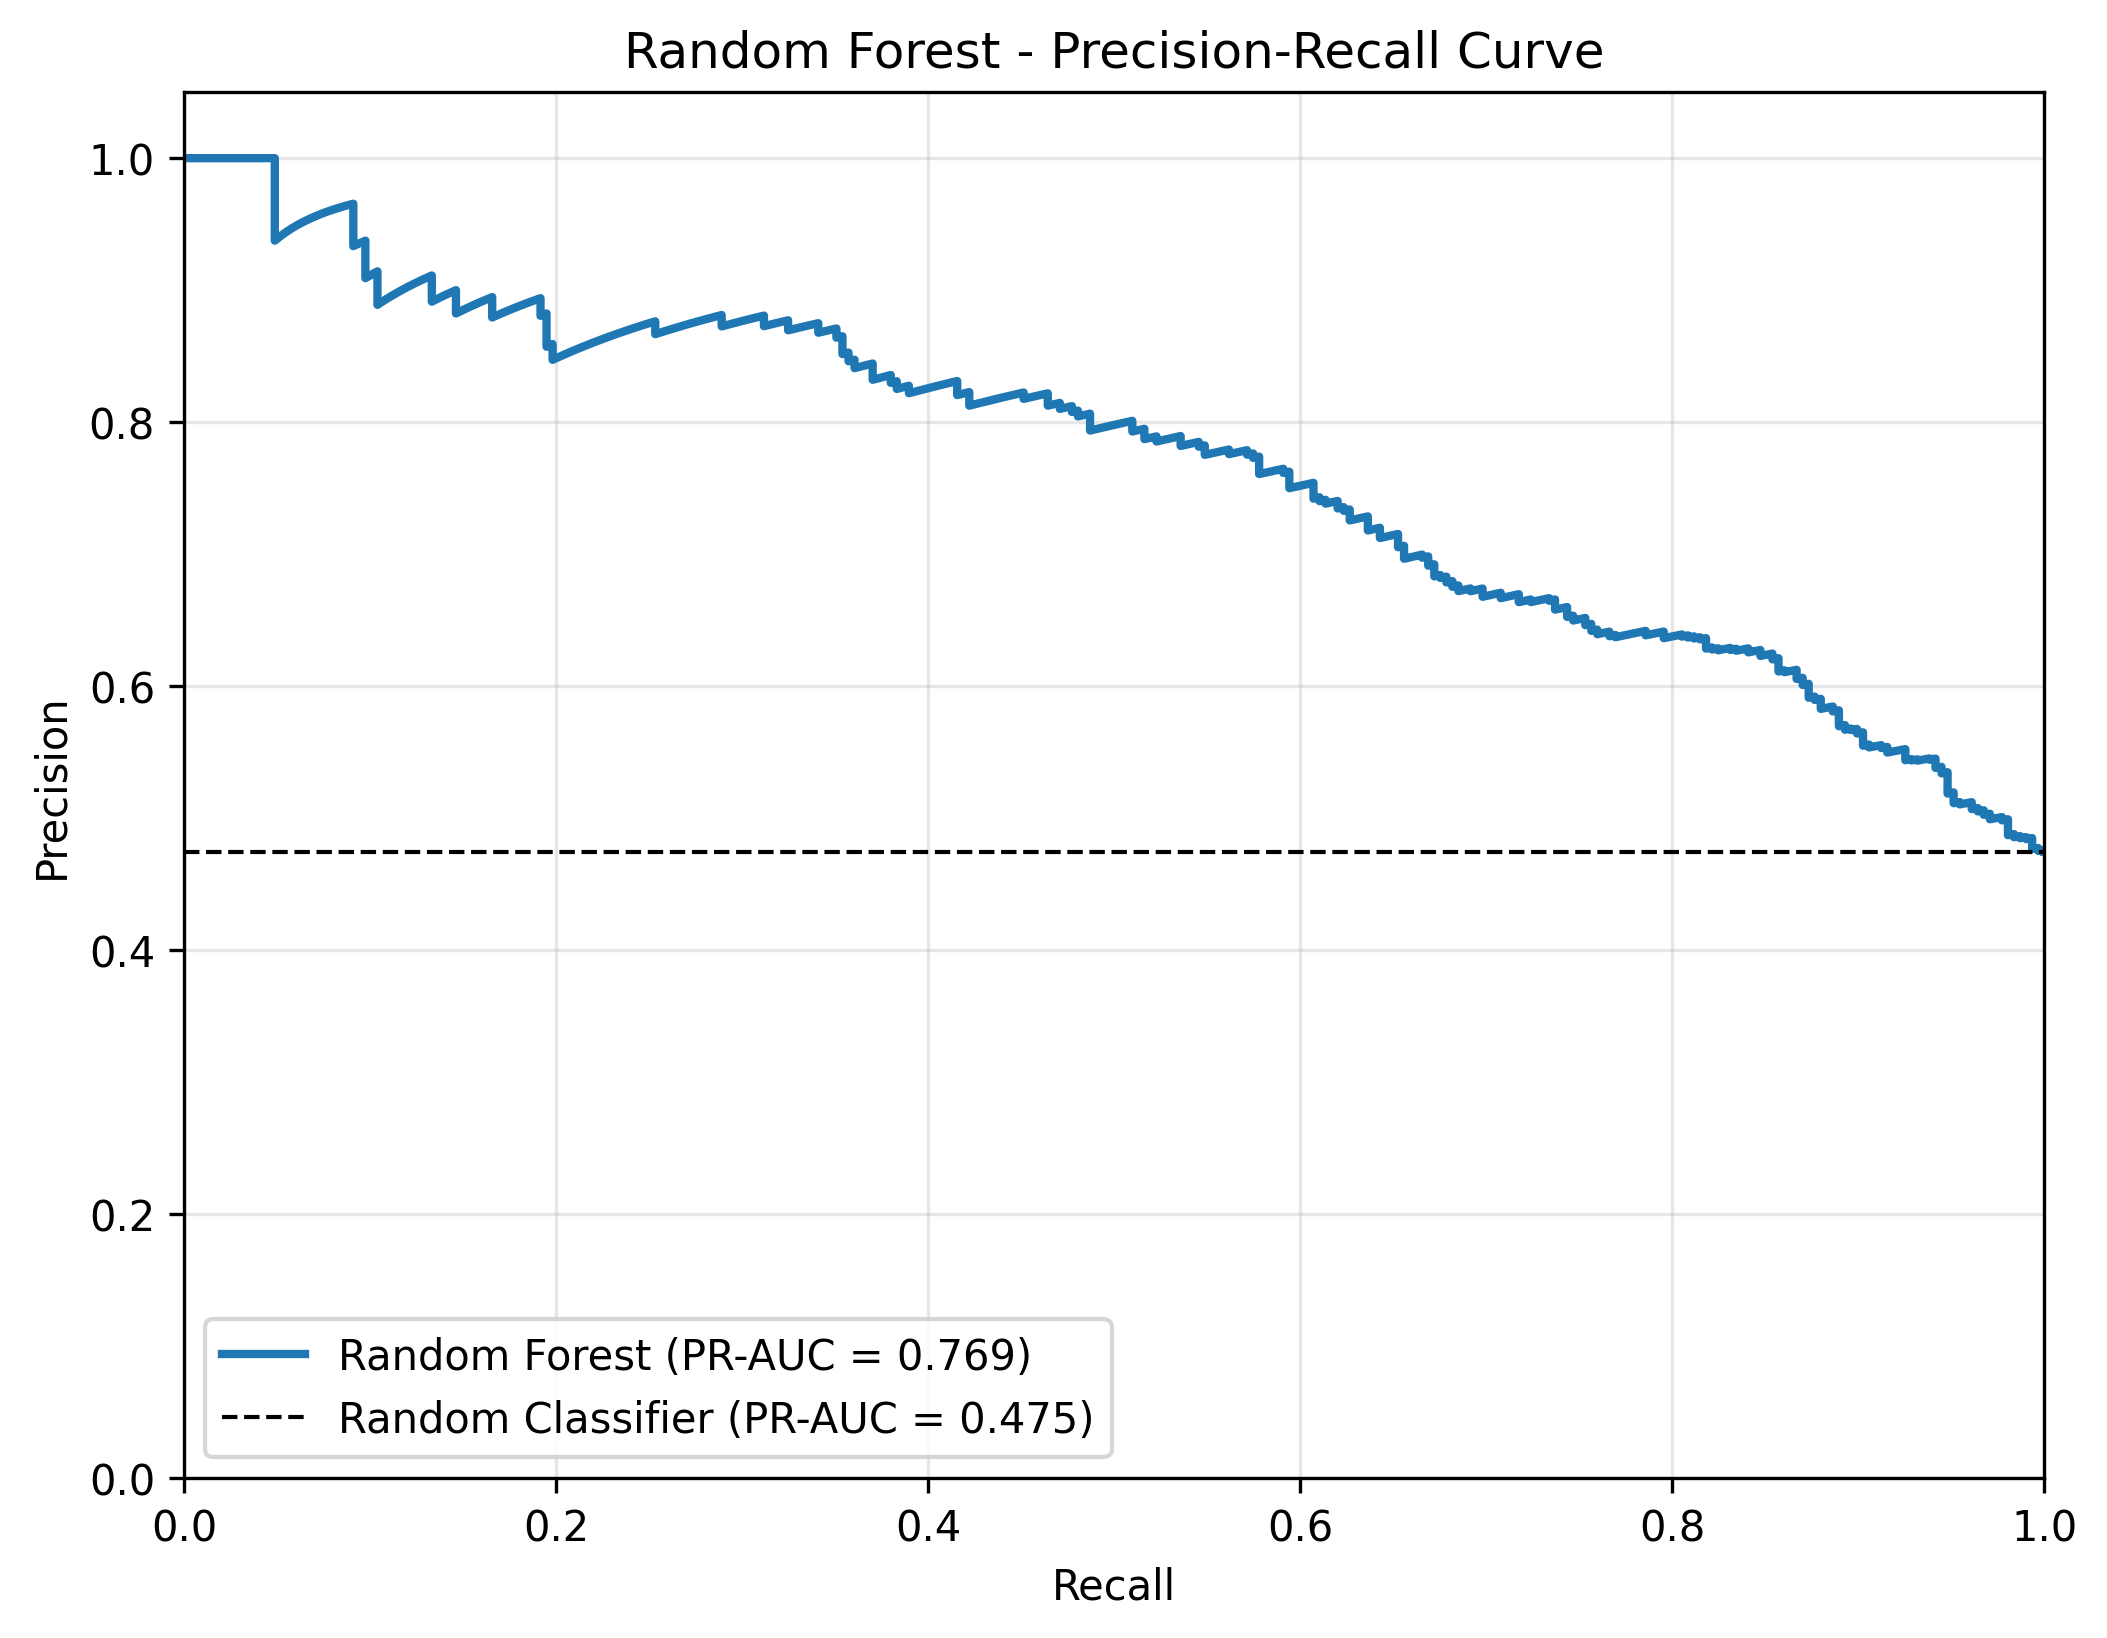 Random Forest - Precision-Recall Curve
1.0
0.8
0.6
0.4
0.2
0.0
Precision
Random Forest (PR-AUC = 0.769)
Random Classifier (PR-AUC = 0.475)
0.0 0.2 0.4 0.6 0.8 1.0
Recall